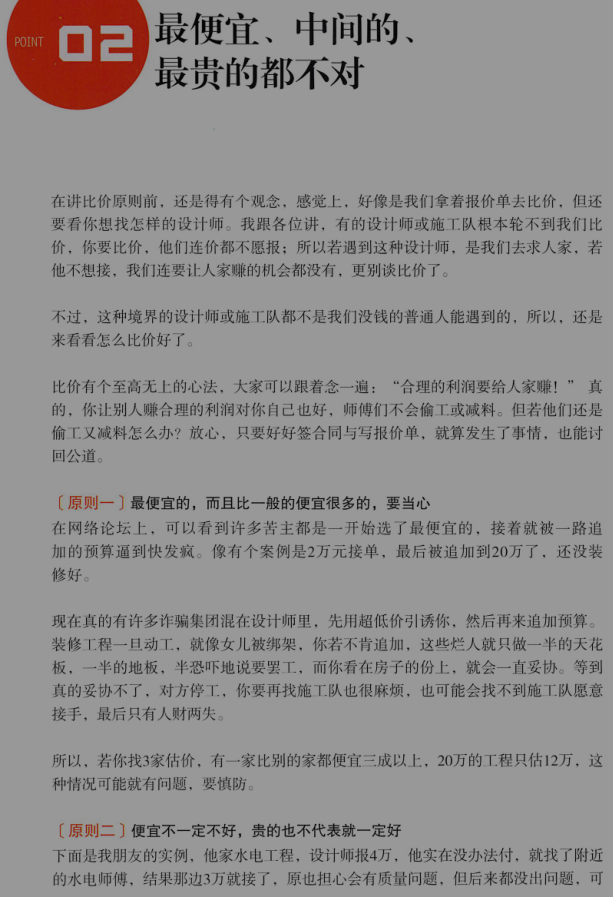 POINT 02
最便宜、中间的、
最贵的都不对
在讲比价原则前，还是得有个观念，感觉上，好像是我们拿着报价单去比价，但还
要看你想找怎样的设计师。我跟各位讲，有的设计师或施工队根本轮不到我们比
价，你要比价，他们连价都不愿报；所以若遇到这种设计师，是我们去求人家，若
他不想接，我们连要让人家赚的机会都没有，更别谈比价了。
不过，这种境界的设计师或施工队都不是我们没钱的普通人能遇到的，所以，还是
来看看怎么比价好了。
比价有个至高无上的心法，大家可以跟着念一遍：“合理的利润要给人家赚！” 真
的，你让别人赚合理的利润对你自己也好，师傅们不会偷工或减料。但若他们还是
偷工又减料怎么办？放心，只要好好签合同与写报价单，就算发生了事情，也能讨
回公道。
〔原则一〕最便宜的，而且比一般的便宜很多的，要当心
在网络论坛上，可以看到许多苦主都是一开始选了最便宜的，接着就被一路追
加的预算逼到快发疯。像有个案例是2万元接单，最后被追加到20万了，还没装
修好。
现在真的有许多诈骗集团混在设计师里，先用超低价引诱你，然后再来追加预算。
装修工程一旦动工，就像女儿被绑架，你若不肯追加，这些烂人就只做一半的天花
板，一半的地板，半恐吓地说要罢工，而你看在房子的份上，就会一直妥协。等到
真的妥协不了，对方停工，你要再找施工队也很麻烦，也可能会找不到施工队愿意
接手，最后只有人财两失。
所以，若你找3家估价，有一家比别的家都便宜三成以上，20万的工程只估12万，这
种情况可能就有问题，要慎防。
〔原则二〕便宜不一定不好，贵的也不代表就一定好
下面是我朋友的实例，他家水电工程，设计师报4万，他实在没办法付，就找了附近
的水电师傅，结果那边3万就接了，原也担心会有质量问题，但后来都没出问题，可